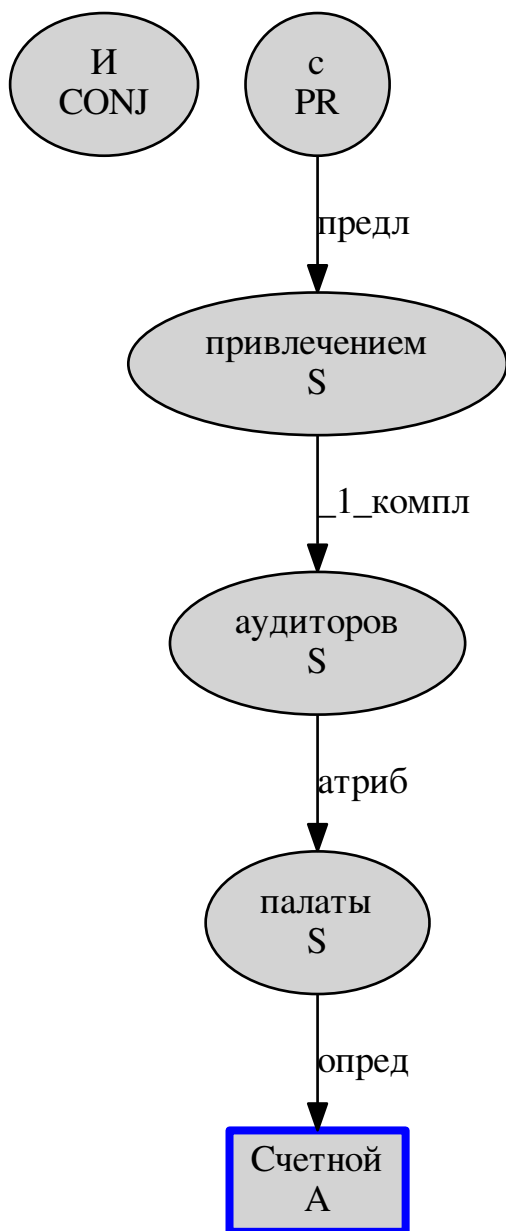 И
CONJ
с
PR
предл
привлечением
S
_1_компл
аудиторов
S
атриб
палаты
S
опред
Счетной
A